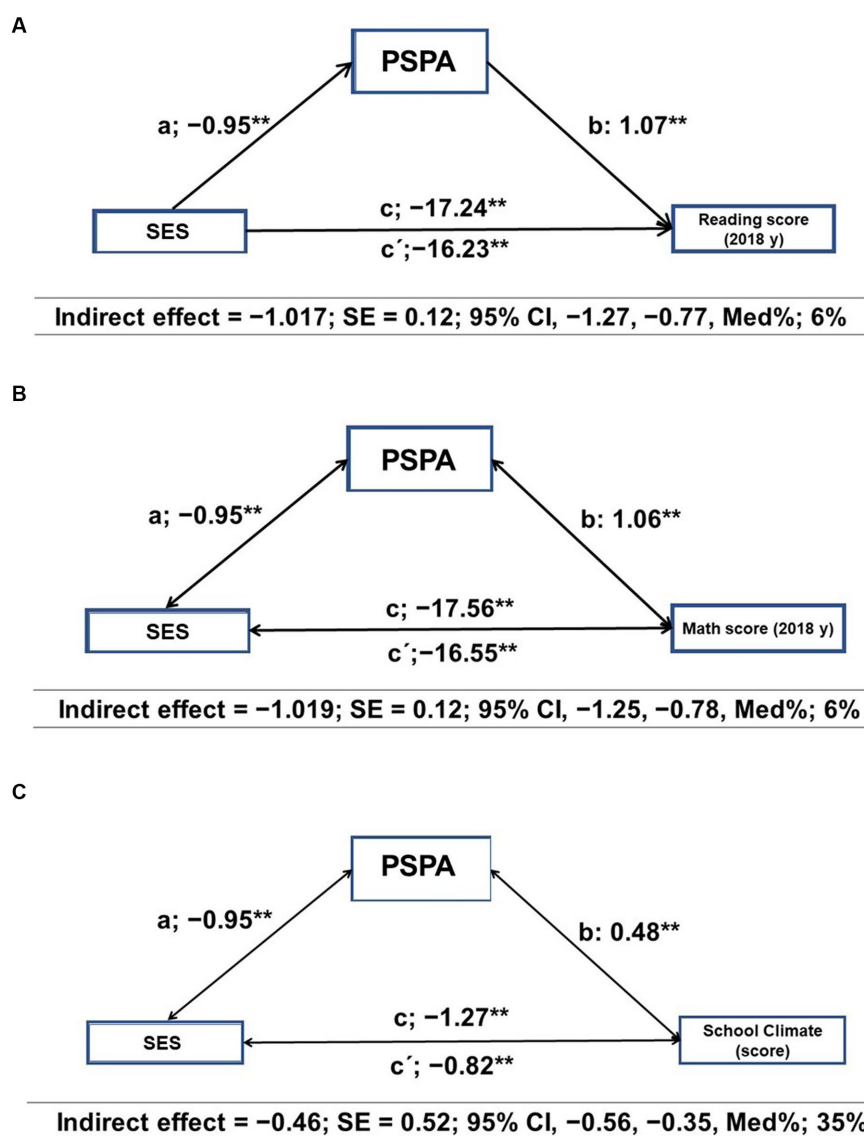 A
PSPA
a; −0.95**
b: 1.07**
c; −17.24**
SES
Reading score
(2018 y)
c´;−16.23**
Indirect effect = −1.017; SE = 0.12; 95% CI, −1.27, −0.77, Med%; 6%
B
PSPA
a; −0.95**
b: 1.06**
c; −17.56**
SES
Math score (2018 y)
c´;−16.55**
Indirect effect = −1.019; SE = 0.12; 95% CI, −1.25, −0.78, Med%; 6%
C
PSPA
a; −0.95**
b: 0.48**
c; −1.27**
SES
School Climate
(score)
c´; −0.82**
Indirect effect = −0.46; SE = 0.52; 95% CI, −0.56, −0.35, Med%; 35%